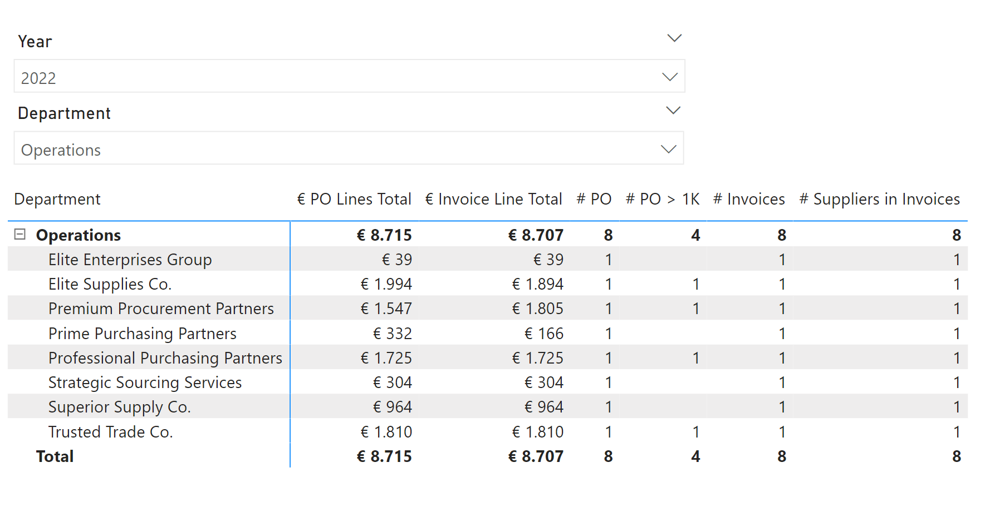 Year
2022
Department
Operations
Department € PO Lines Total € Invoice Line Total # PO # PO > 1K # Invoices # Suppliers in Invoices
Operations € 8.715 € 8.707 8 4 8 8
Elite Enterprises Group € 39 € 39 1 1 1
Elite Supplies Co. € 1.994 € 1.894 1 1 1 1
Premium Procurement Partners € 1.547 € 1.805 1 1 1 1
Prime Purchasing Partners € 332 € 166 1 1 1
Professional Purchasing Partners € 1.725 € 1.725 1 1 1 1
Strategic Sourcing Services € 304 € 304 1 1 1
Superior Supply Co. € 964 € 964 1 1 1
Trusted Trade Co. € 1.810 € 1.810 1 1 1 1
Total € 8.715 € 8.707 8 4 8 8